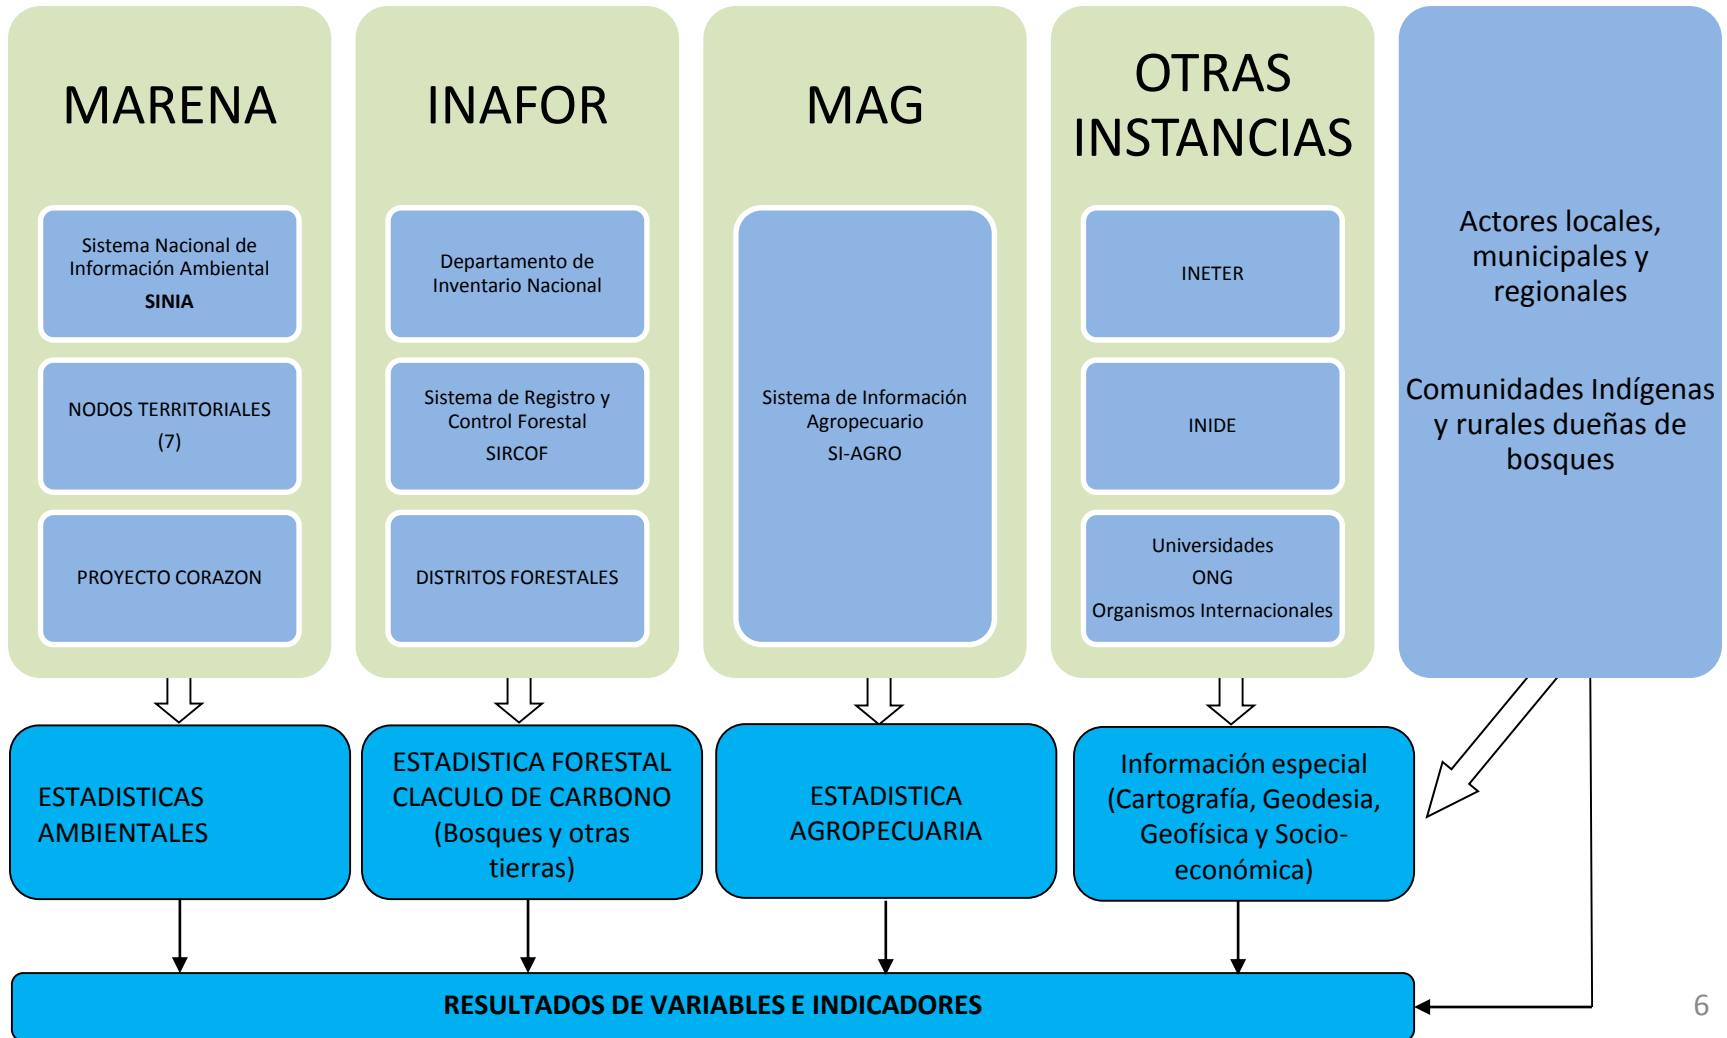 MARENA
Sistema Nacional de
Información Ambiental
SINIA
NODOS TERRITORIALES
(7)
PROYECTO CORAZON
INAFOR
Departamento de
Inventario Nacional
Sistema de Registro y
Control Forestal
SIRCOF
DISTRITOS FORESTALES
MAG
Sistema de Información
Agropecuario
SI-AGRO
OTRAS
INSTANCIAS
INETER
INIDE
Universidades
ONG
Organismos Internacionales
Actores locales,
municipales y
regionales
Comunidades Indígenas
y rurales dueñas de
bosques
ESTADISTICAS
AMBIENTALES
ESTADISTICA FORESTAL
CLACULO DE CARBONO
(Bosques y otras
tierras)
ESTADISTICA
AGROPECUARIA
Información especial
(Cartografía, Geodesia,
Geofísica y Socio-
económica)
RESULTADOS DE VARIABLES E INDICADORES
6